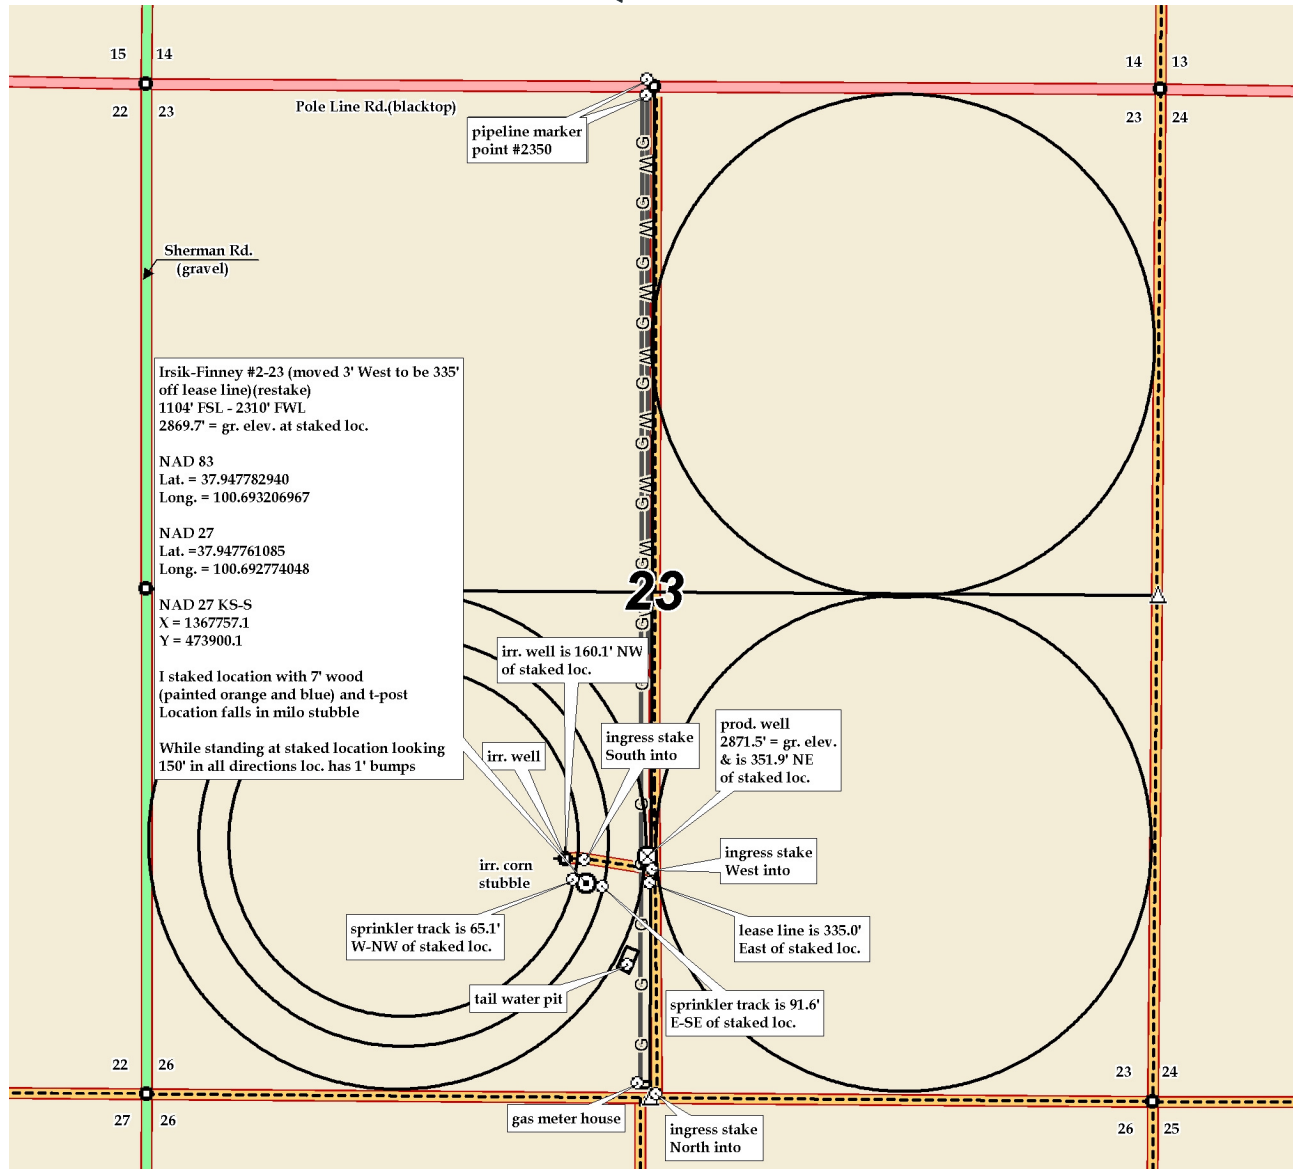 15 14
14 13
22 23
Pole Line Rd.(blacktop)
23 24
pipeline marker
point #2350
Sherman Rd.
(gravel)
G
W
G
W
G
W
G
W
G
W
G
W
G
W
G
Irsik-Finney #2-23 (moved 3' West to be 335'
off lease line)(restake)
1104' FSL - 2310' FWL
2869.7' = gr. elev. at staked loc.
NAD 83
Lat. = 37.947782940
Long. = 100.693206967
NAD 27
Lat. =37.947761085
Long. = 100.692774048
NAD 27 KS-S
X = 1367757.1
Y = 473900.1
I staked location with 7' wood
(painted orange and blue) and t-post
Location falls in milo stubble
While standing at staked location looking
150' in all directions loc. has 1' bumps
23
G
irr. well is 160.1' NW
of staked loc.
G
ingress stake
South into
prod. well
2871.5' = gr. elev.
& is 351.9' NE
of staked loc.
irr. well
G
irr. corn
stubble
ingress stake
West into
sprinkler track is 65.1'
W-NW of staked loc.
G
lease line is 335.0'
East of staked loc.
tail water pit
G
sprinkler track is 91.6'
E-SE of staked loc.
G
22 26
23 24
gas meter house
27 26
ingress stake
North into
26 25